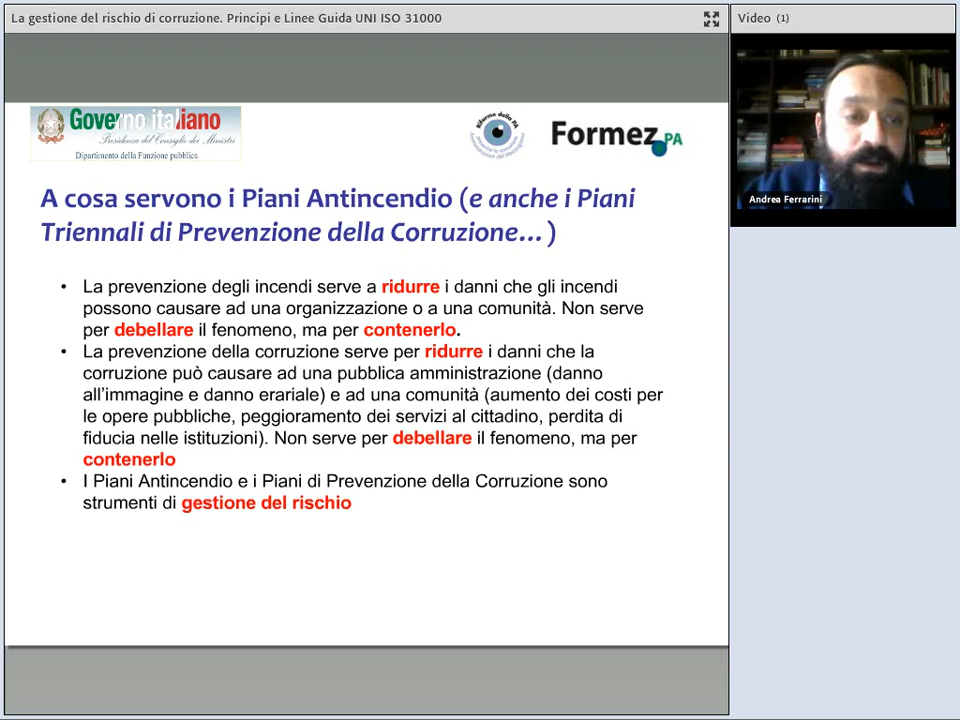 La gestione del rischio di corruzione. Principi e Linee Guida UNI ISO 31000
Video (1)
Governo italiano
Presidenza del Consiglio dei Ministri
Dipartimento della Funzione pubblica
Riforme della PA
Formez PA
Andrea Ferrarini
A cosa servono i Piani Antincendio (e anche i Piani
Triennali di Prevenzione della Corruzione…)
• La prevenzione degli incendi serve a ridurre i danni che gli incendi
possono causare ad una organizzazione o a una comunità. Non serve
per debellare il fenomeno, ma per contenerlo.
• La prevenzione della corruzione serve per ridurre i danni che la
corruzione può causare ad una pubblica amministrazione (danno
all’immagine e danno erariale) e ad una comunità (aumento dei costi per
le opere pubbliche, peggioramento dei servizi al cittadino, perdita di
fiducia nelle istituzioni). Non serve per debellare il fenomeno, ma per
contenerlo
• I Piani Antincendio e i Piani di Prevenzione della Corruzione sono
strumenti di gestione del rischio